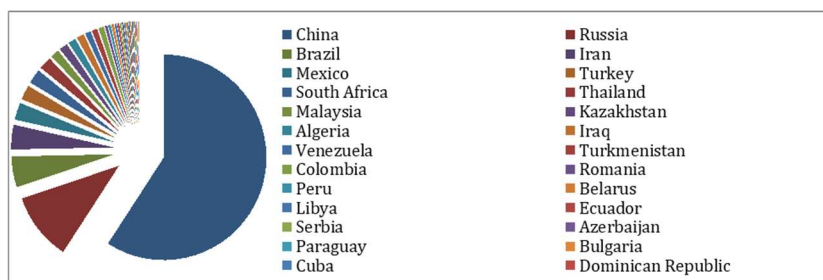 China Russia
Brazil Iran
Mexico Turkey
South Africa Thailand
Malaysia Kazakhstan
Algeria Iraq
Venezuela Turkmenistan
Colombia Romania
Peru Belarus
Libya Ecuador
Serbia Azerbaijan
Paraguay Bulgaria
Cuba Dominican Republic